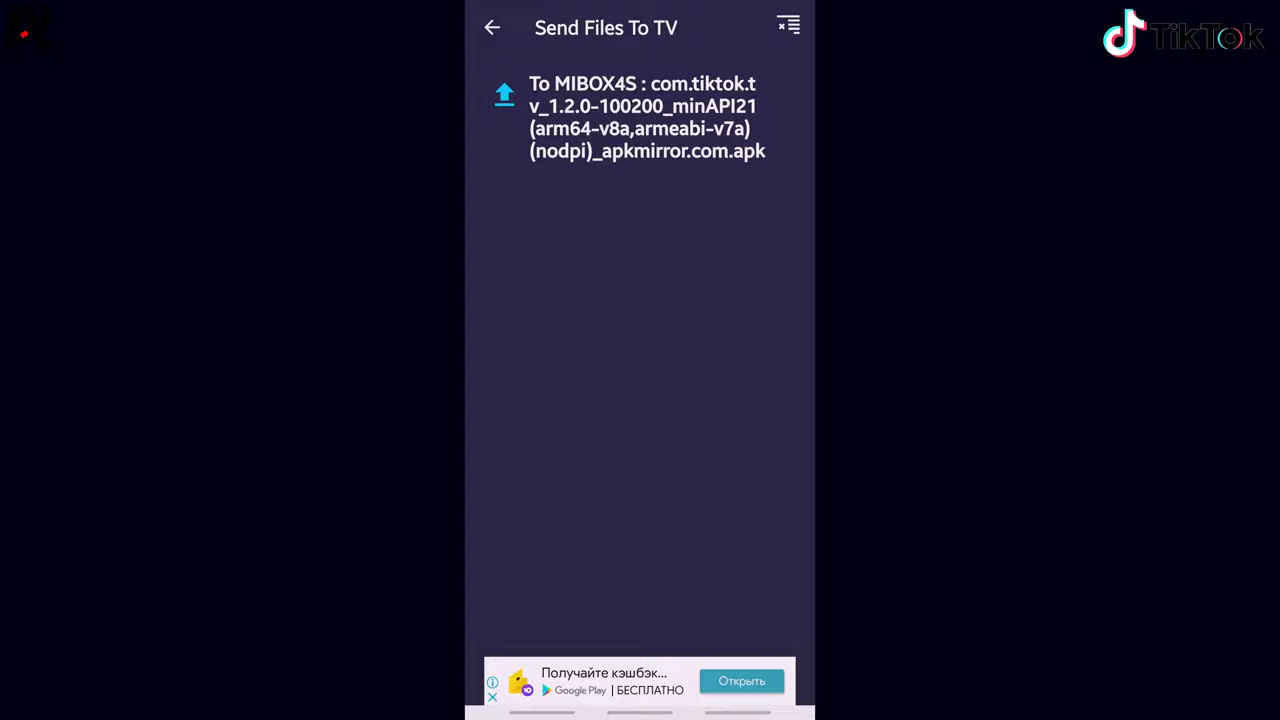 Send Files To TV
TikTok
To MIBOX4S : com.tiktok.t
v_1.2.0-100200_minAPI21
(arm64-v8a,armeabi-v7a)
(nodpi)_apkmirror.com.apk
Получайте кэшбэк...
Google Play | БЕСПЛАТНО
Открыть